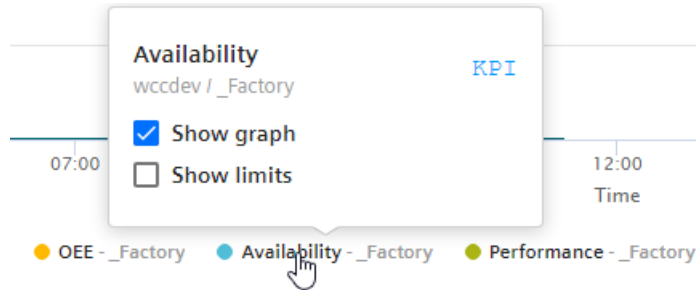 Availability
KPI
wccdev / _Factory
Show graph
Show limits
07:00
12:00
Time
OEE - _Factory
Availability - _Factory
Performance - _Factory